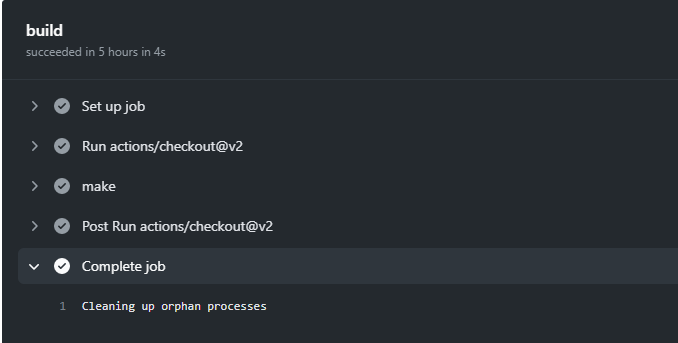 build
succeeded in 5 hours in 4s
Set up job
Run actions/checkout@v2
make
Post Run actions/checkout@v2
Complete job
1 Cleaning up orphan processes